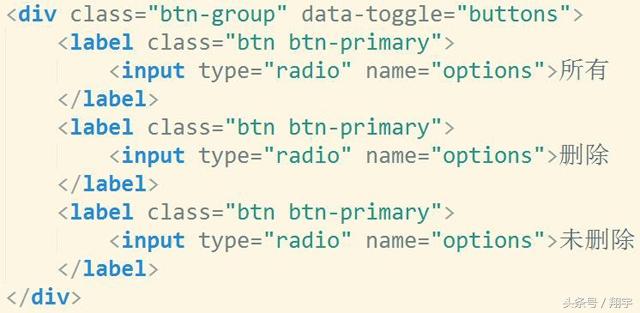 <div class="btn-group" data-toggle="buttons">
    <label class="btn btn-primary">
        <input type="radio" name="options">所有
    </label>
    <label class="btn btn-primary">
        <input type="radio" name="options">删除
    </label>
    <label class="btn btn-primary">
        <input type="radio" name="options">未删除
    </label>
</div>
头条号 / 翔宇